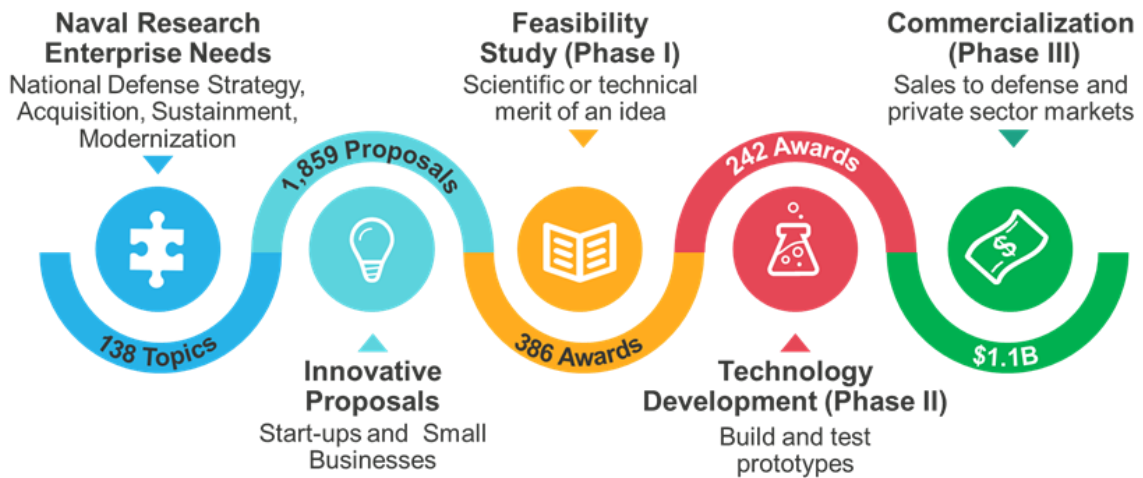 Naval Research
Enterprise Needs
National Defense Strategy,
Acquisition, Sustainment,
Modernization
138 Topics
1,859 Proposals
Innovative
Proposals
Start-ups and Small
Businesses
Feasibility
Study (Phase I)
Scientific or technical
merit of an idea
386 Awards
242 Awards
Technology
Development (Phase II)
Build and test
prototypes
Commercialization
(Phase III)
Sales to defense and
private sector markets
$
$1.1B